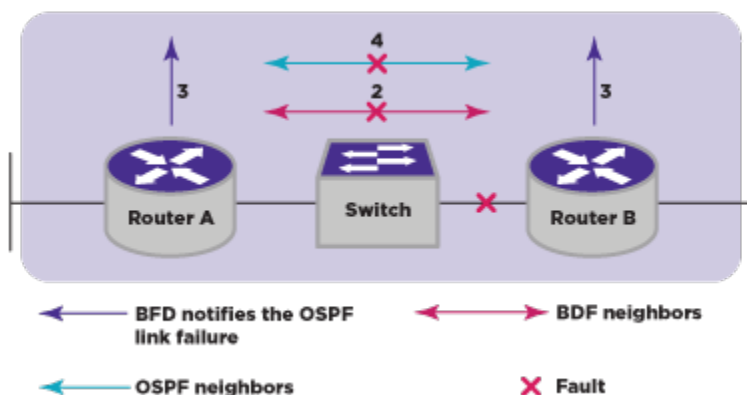 4
3
2
3
Router A
Switch
Router B
BFD notifies the OSPF
link failure
BDF neighbors
OSPF neighbors
Fault